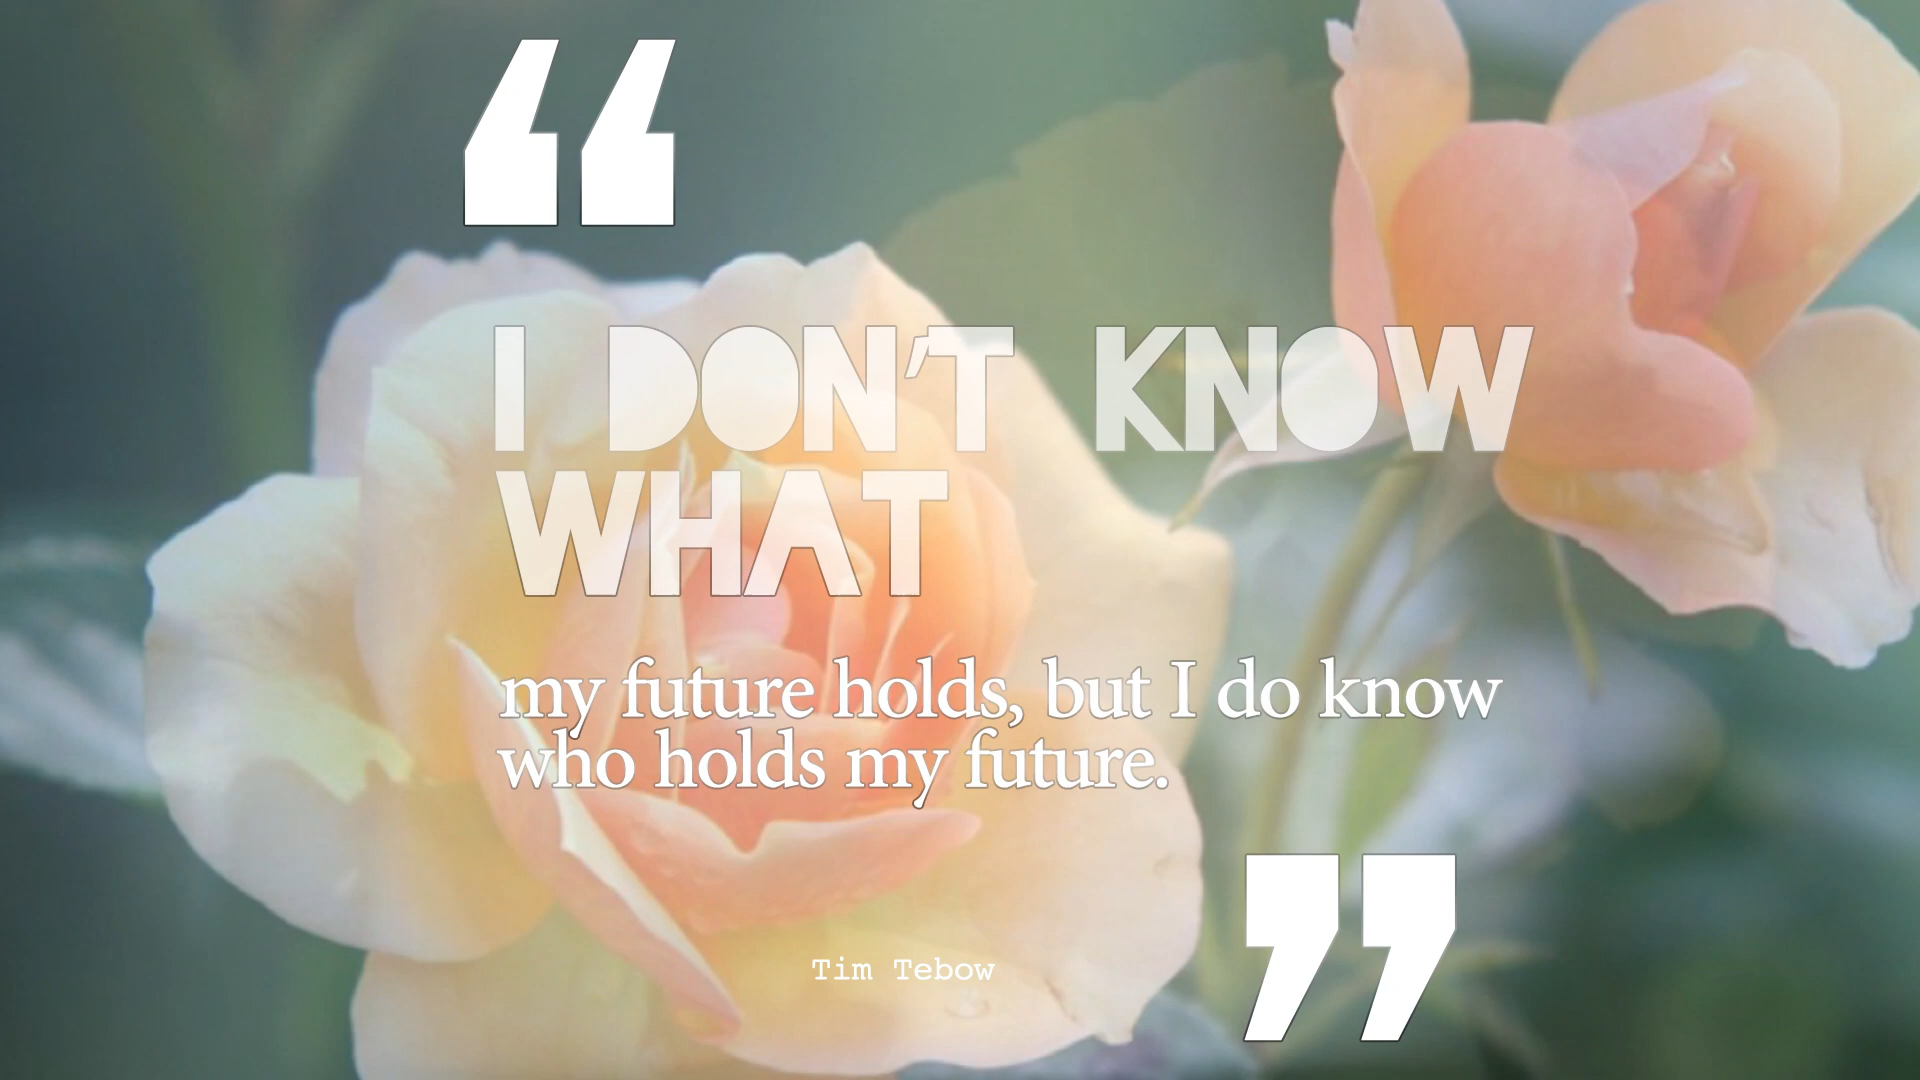 “
I DON’T KNOW
WHAT
my future holds, but I do know
who holds my future.
”
Tim Tebow